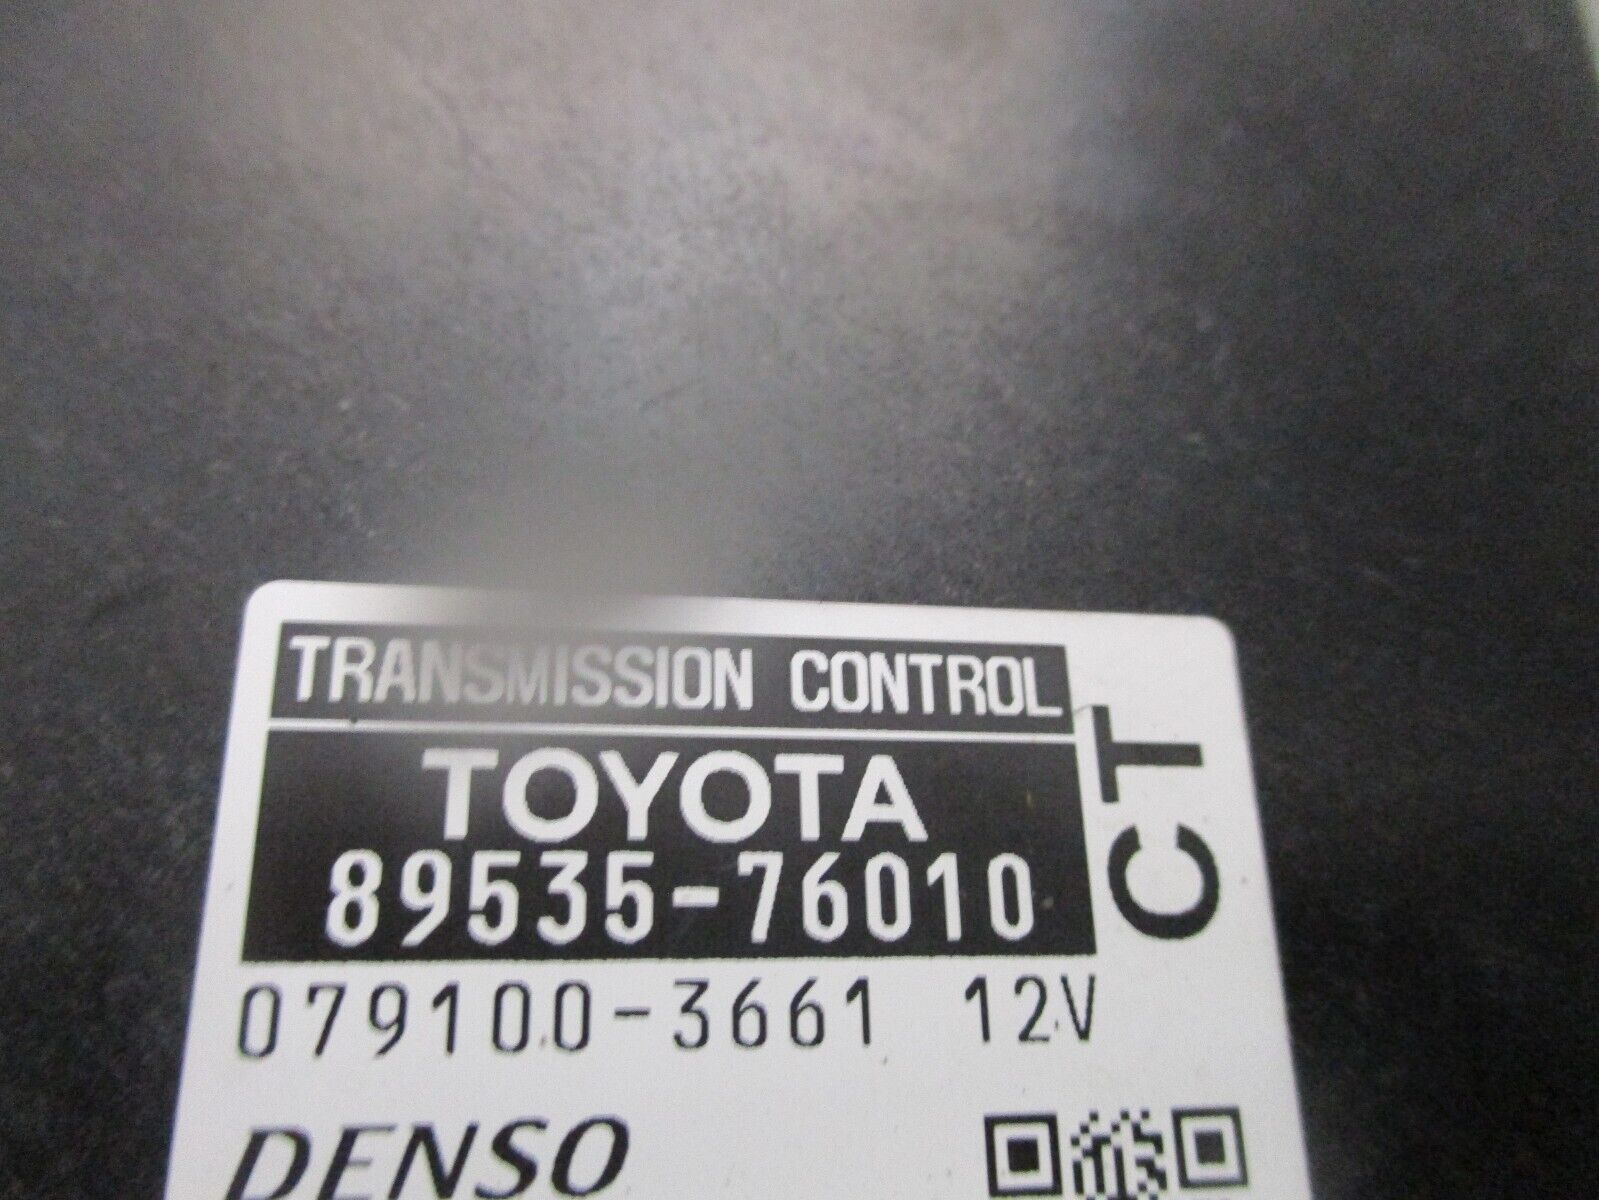 TRANSMISSION CONTROL
TOYOTA
89535-76010
CT
079100-3661 12V
DENSO